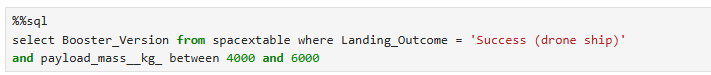 %%sql
select Booster_Version from spacextable where Landing_Outcome = 'Success (drone ship)'
and payload_mass__kg_ between 4000 and 6000